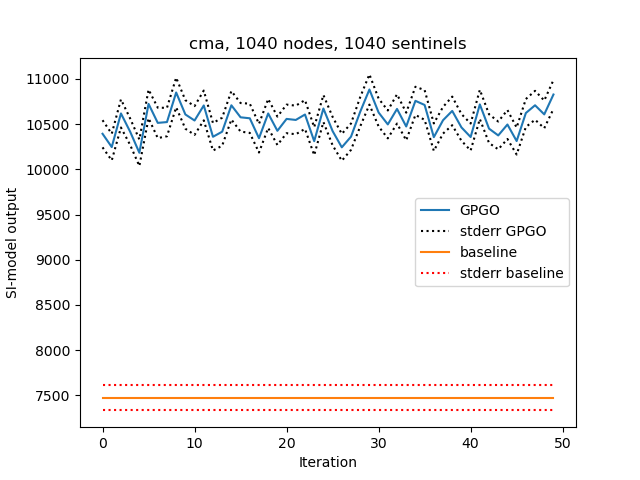 cma, 1040 nodes, 1040 sentinels
SI-model output
11000
10500
10000
9500
9000
8500
8000
7500
GPGO
stderr GPGO
baseline
stderr baseline
0 10 20 30 40 50
Iteration